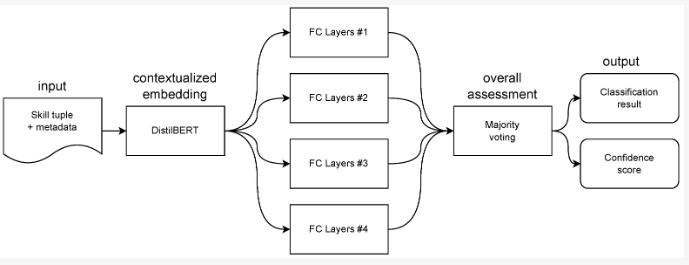 input
Skill tuple
+ metadata
contextualized
embedding
DistilBERT
FC Layers #1
FC Layers #2
FC Layers #3
FC Layers #4
overall
assessment
Majority
voting
output
Classification
result
Confidence
score